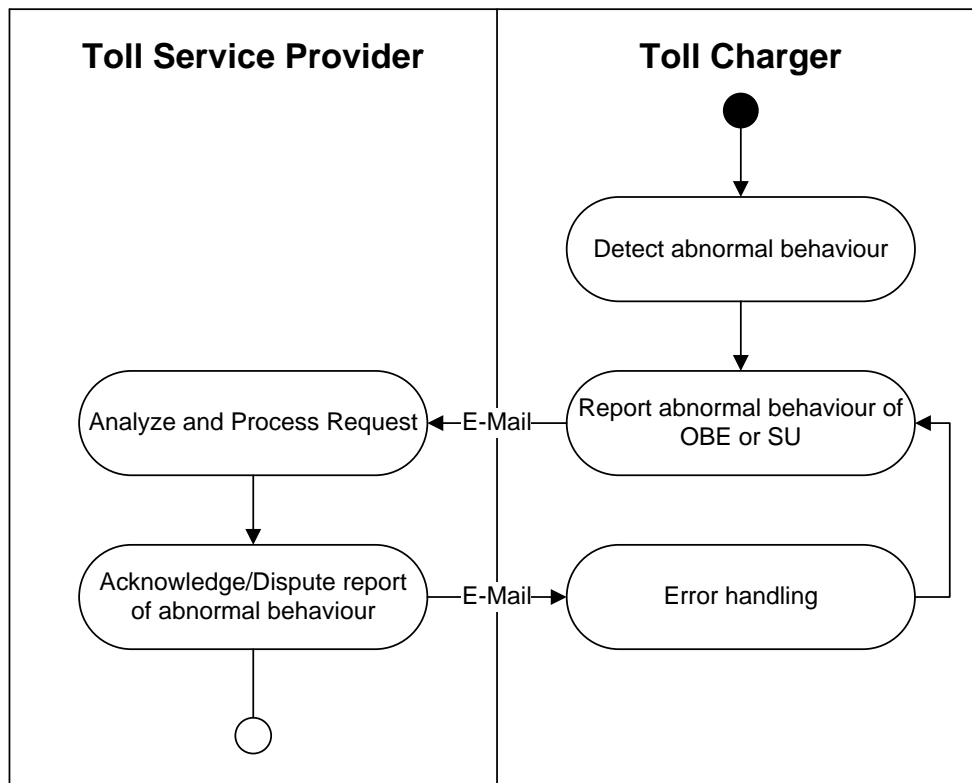 Toll Service Provider
Toll Charger
Detect abnormal behaviour
Analyze and Process Request
E-Mail
Report abnormal behaviour of
OBE or SU
Acknowledge/Dispute report
of abnormal behaviour
E-Mail
Error handling